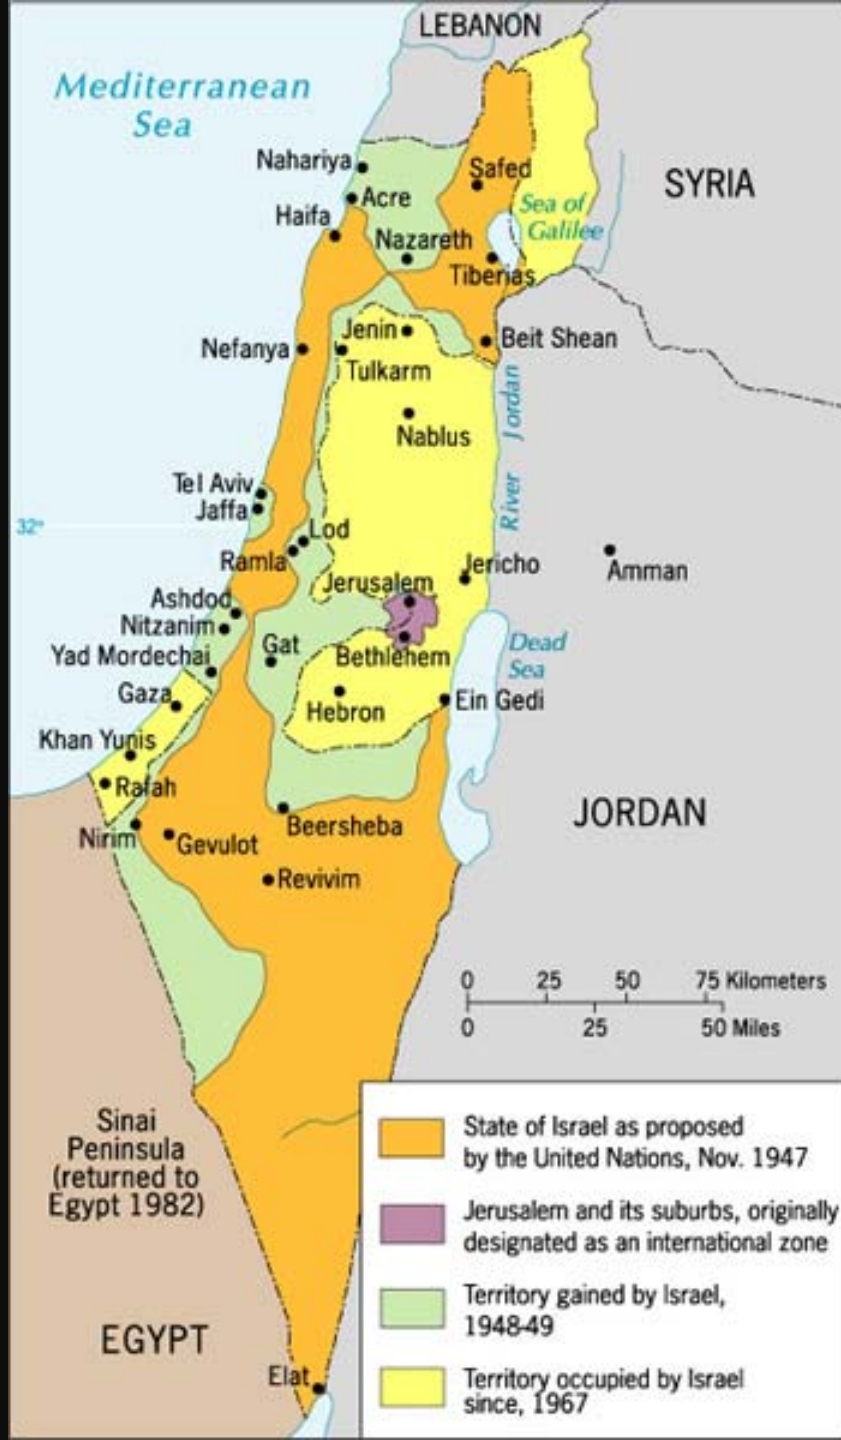 LEBANON
Mediterranean
Sea
Nahariya
Safed
SYRIA
Acre
Haifa
Sea of
Galilee
Nazareth
Tiberias
Jenin
Beit Shean
Nefanya
Tulkarm
Nablus
River Jordan
Tel Aviv
Jaffa
32°
Lod
Ramla
Jericho
Amman
Jerusalem
Ashdod
Nitzanim
Gat
Yad Mordechai
Bethlehem
Dead
Sea
Gaza
Hebron
Ein Gedi
Khan Yunis
Rafah
JORDAN
Nirim
Beersheba
Gevulot
Revivim
0 25 50 75 Kilometers
0 25 50 Miles
Sinai
Peninsula
(returned to
Egypt 1982)
EGYPT
Elat
State of Israel as proposed
by the United Nations, Nov. 1947
Jerusalem and its suburbs, originally
designated as an international zone
Territory gained by Israel,
1948-49
Territory occupied by Israel
since, 1967